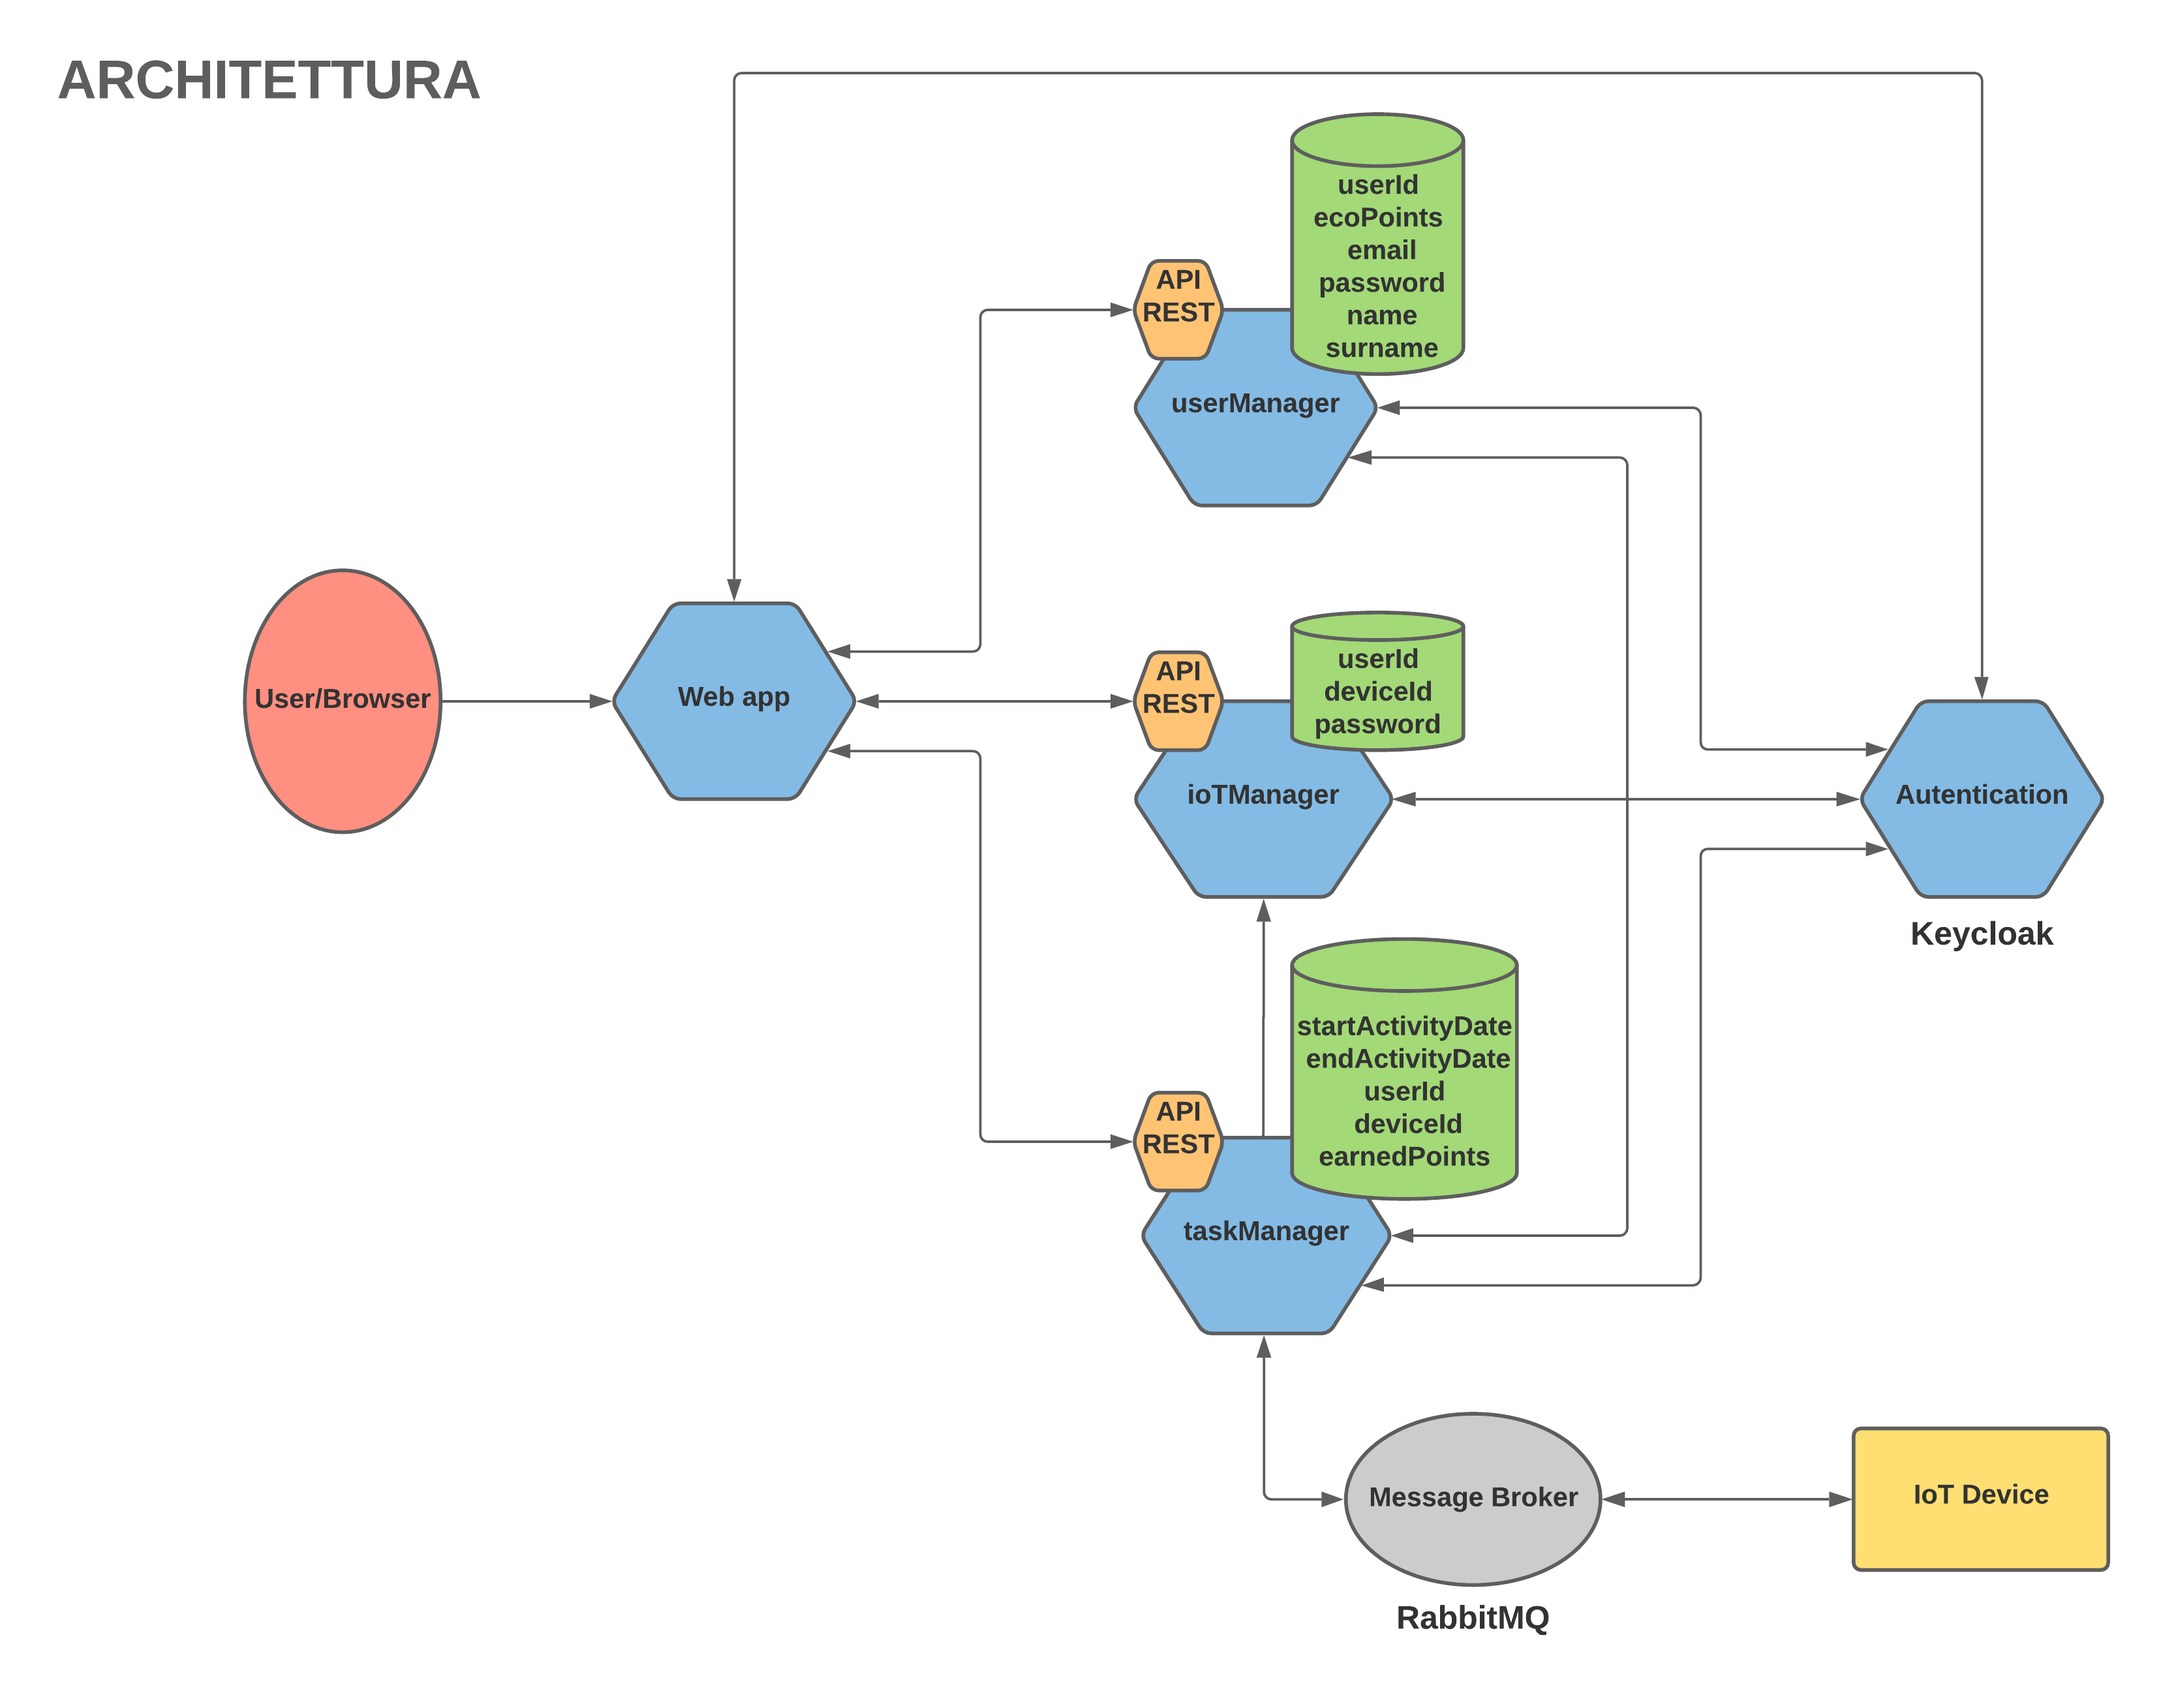 ARCHITETTURA
userId
ecoPoints
email
password
name
surname
API
REST
userManager
User/Browser
Web app
API
REST
userId
deviceId
password
ioTManager
Autentication
Keycloak
startActivityDate
endActivityDate
userId
deviceId
earnedPoints
API
REST
taskManager
Message Broker
RabbitMQ
IoT Device